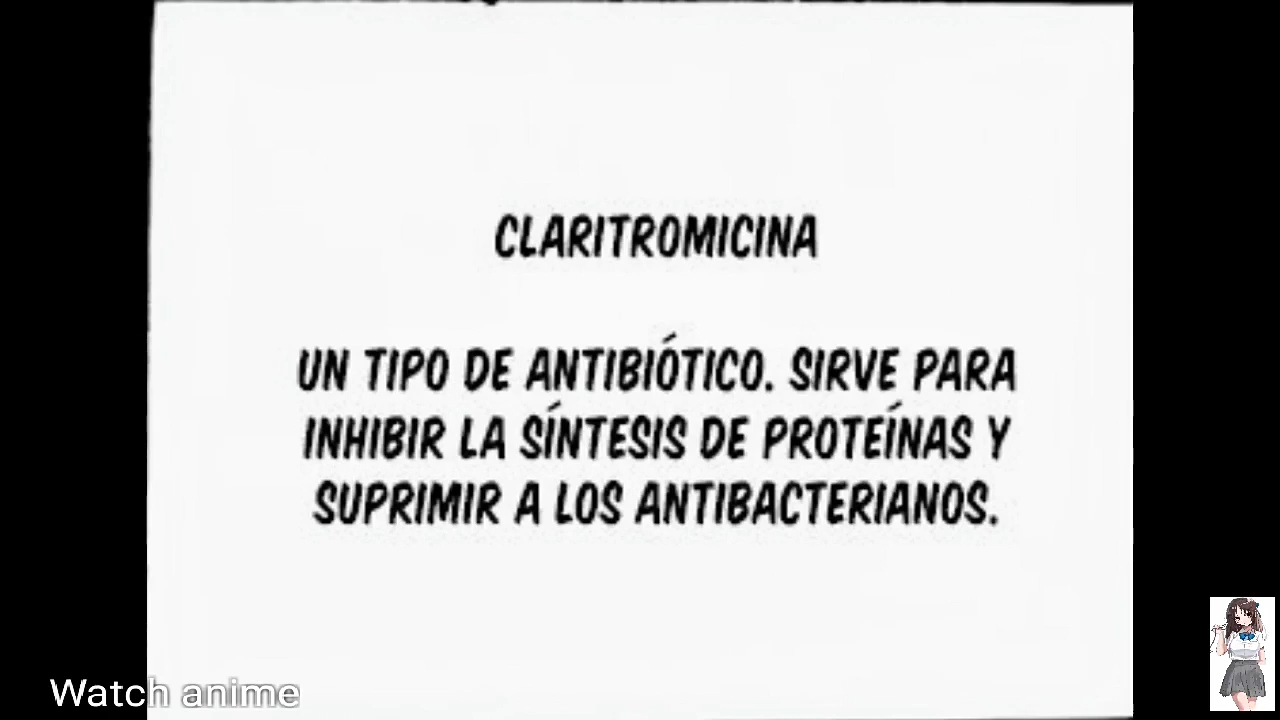 CLARITROMICINA
UN TIPO DE ANTIBIÓTICO. SIRVE PARA
INHIBIR LA SÍNTESIS DE PROTEÍNAS Y
SUPRIMIR A LOS ANTIBACTERIANOS.
Watch anime